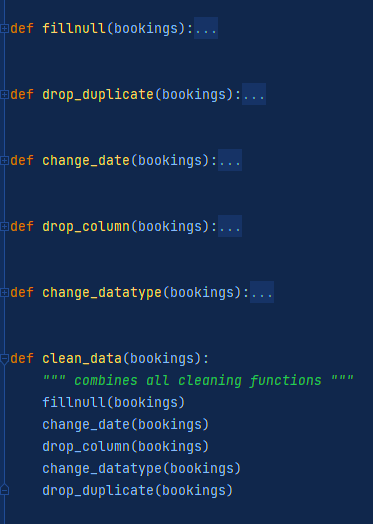 def fillnull(bookings):...
def drop_duplicate(bookings):...
def change_date(bookings):...
def drop_column(bookings):...
def change_datatype(bookings):...
def clean_data(bookings):
""" combines all cleaning functions """
fillnull(bookings)
change_date(bookings)
drop_column(bookings)
change_datatype(bookings)
drop_duplicate(bookings)